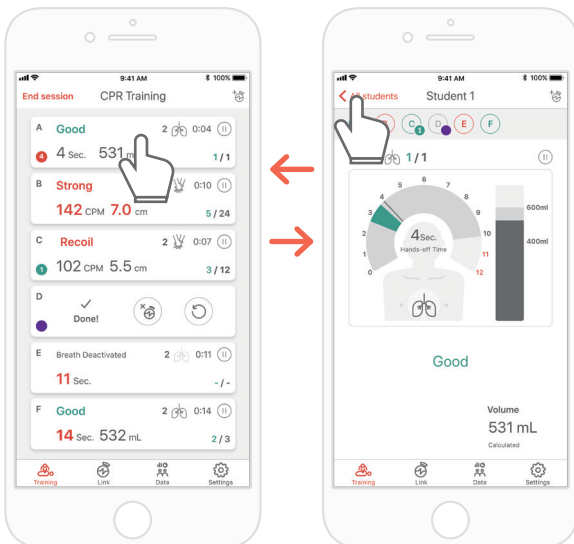 9:41 AM
100%
End session
CPR Training
A Good 2 0:04
4 4 Sec. 531 1 / 1
B Strong 0:10
142 CPM 7.0 cm 5 / 24
C Recoil 2 0:07
1 102 CPM 5.5 cm 3 / 12
D
Done!
E Breath Deactivated 2 0:11
11 Sec. - / -
F Good 2 0:14
14 Sec. 532 mL 2 / 3
Training
Link
Data
Settings
9:41 AM
100%
students
Student 1
C 1 D E F
1 / 1
0
1
2
3
4
5
6
7
8
9
10
11
12
4Sec.
Hands-off Time
600ml
400ml
Good
Volume
531 mL
Calculated
Training
Link
Data
Settings